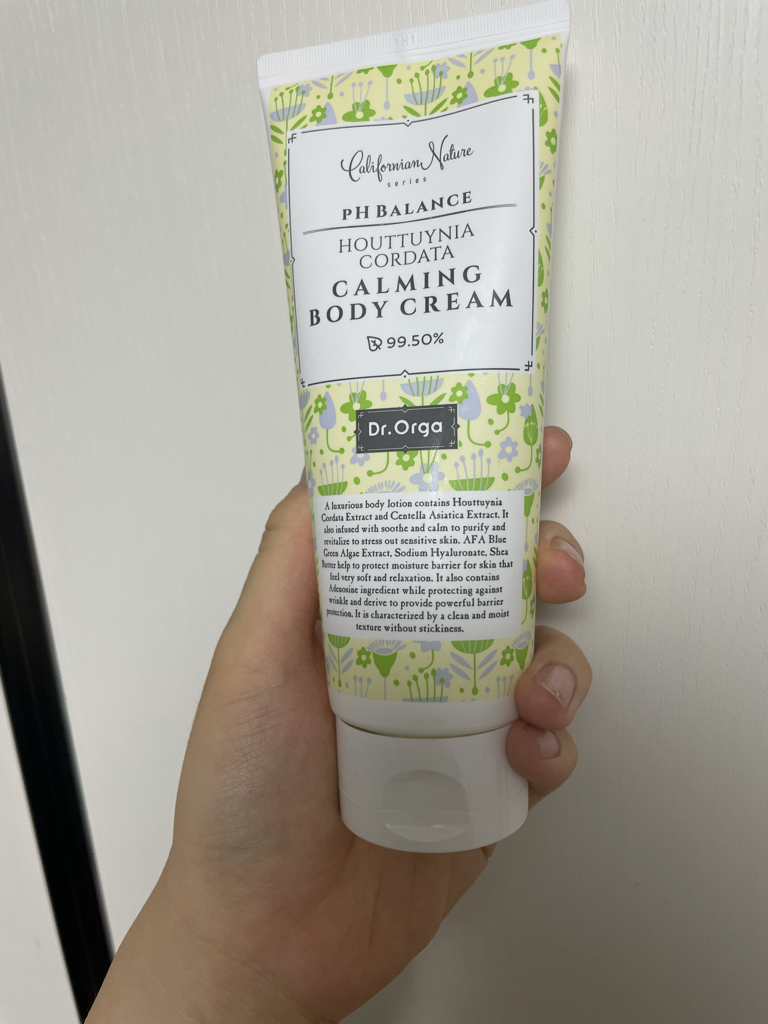 Californian Nature
series
PH BALANCE
HOUTTUYNIA
CORDATA
CALMING
BODY CREAM
99.50%
Dr.Orga
A luxurious body lotion contains Houttuynia
Cordata Extract and Centella Asiatica Extract. It
also infused with soothe and calm to purify and
revitalize to stress out sensitive skin. AFA Blue
Green Algae Extract, Sodium Hyaluronate, Shea
Butter help to protect moisture barrier for skin that
feel very soft and relaxation. It also contains
Adenosine ingredient while protecting against
wrinkle and derive to provide powerful barrier
protection. It is characterized by a clean and moist
texture without stickiness.